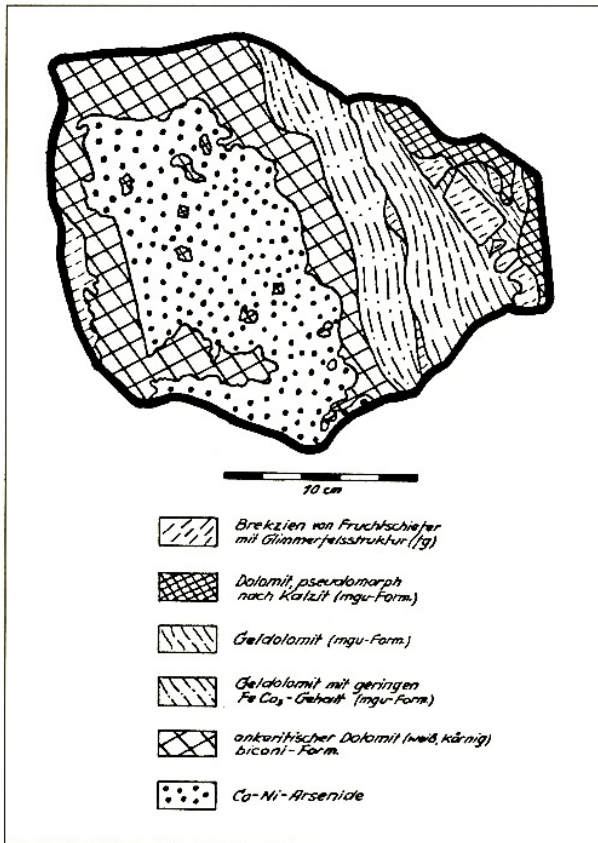 10 cm
Brekzien von Fruchtschiefer
mit Glimmerfelsstruktur (fg)
Dolomit, pseudomorph
nach Kalzit (mgu-Form.)
Geldolomit (mgu-Form.)
Geldolomit mit geringen
FeCo₃-Gehalt (mgu-Form.)
ankeritischer Dolomit (weiß, körnig)
biconi-Form.
Co-Ni-Arsenide